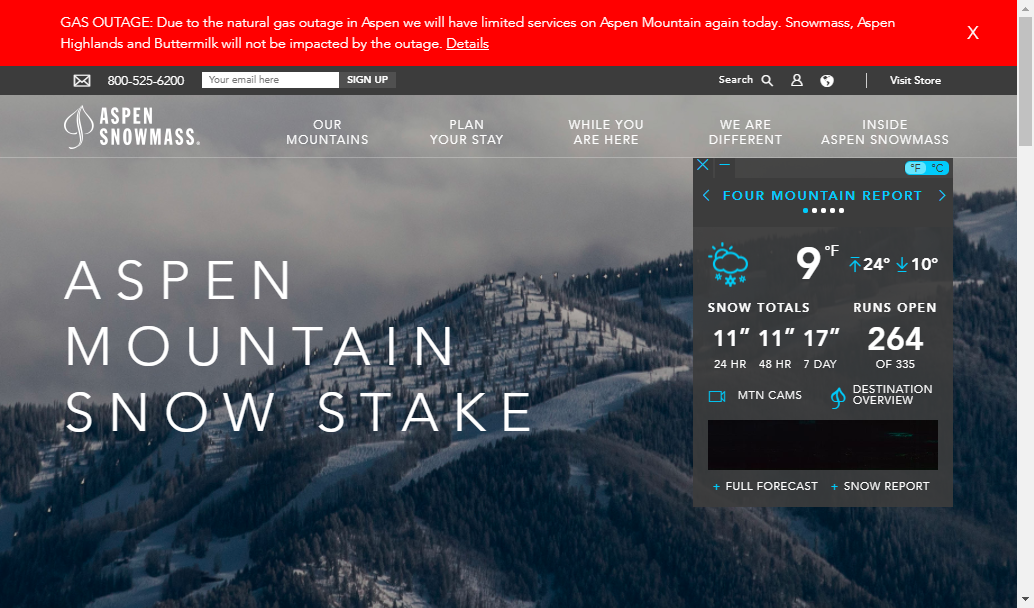 GAS OUTAGE: Due to the natural gas outage in Aspen we will have limited services on Aspen Mountain again today. Snowmass, Aspen
Highlands and Buttermilk will not be impacted by the outage. Details
X
800-525-6200
Your email here
SIGN UP
Search
Visit Store
ASPEN
SNOWMASS
OUR
MOUNTAINS
PLAN
YOUR STAY
WHILE YOU
ARE HERE
WE ARE
DIFFERENT
INSIDE
ASPEN SNOWMASS
°F °C
FOUR MOUNTAIN REPORT
9 °F 24° 10°
SNOW TOTALS
11” 11” 17”
24 HR 48 HR 7 DAY
RUNS OPEN
264
OF 335
MTN CAMS
DESTINATION
OVERVIEW
+ FULL FORECAST + SNOW REPORT
ASPEN
MOUNTAIN
SNOW STAKE